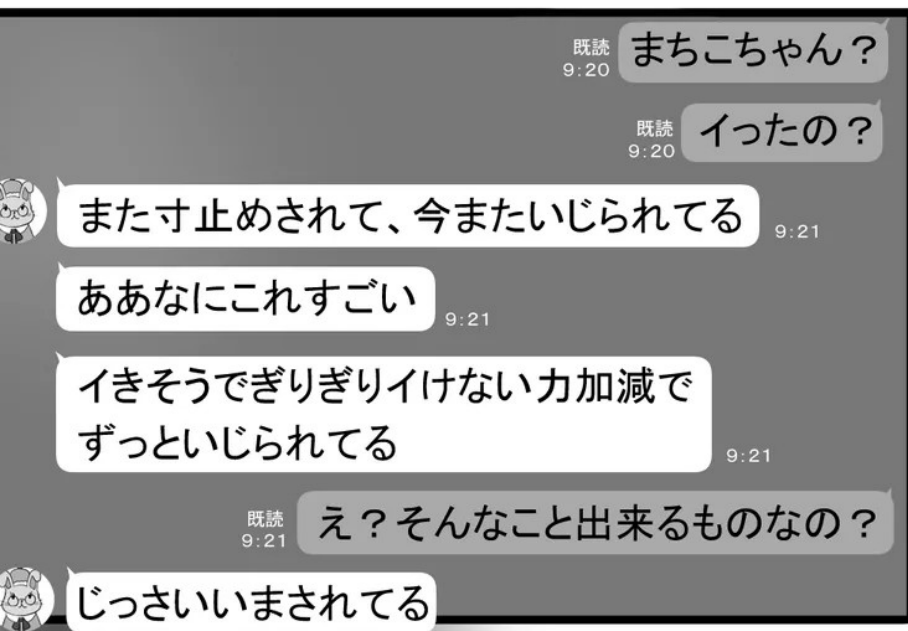 既読
9:20
まちこちゃん？
既読
9:20
イったの？
また寸止めされて、今またいじられてる
9:21
ああなにこれすごい
9:21
イきそうでぎりぎりイけない力加減で
ずっといじられてる
9:21
既読
9:21
え？そんなこと出来るものなの？
じっさいいまされてる